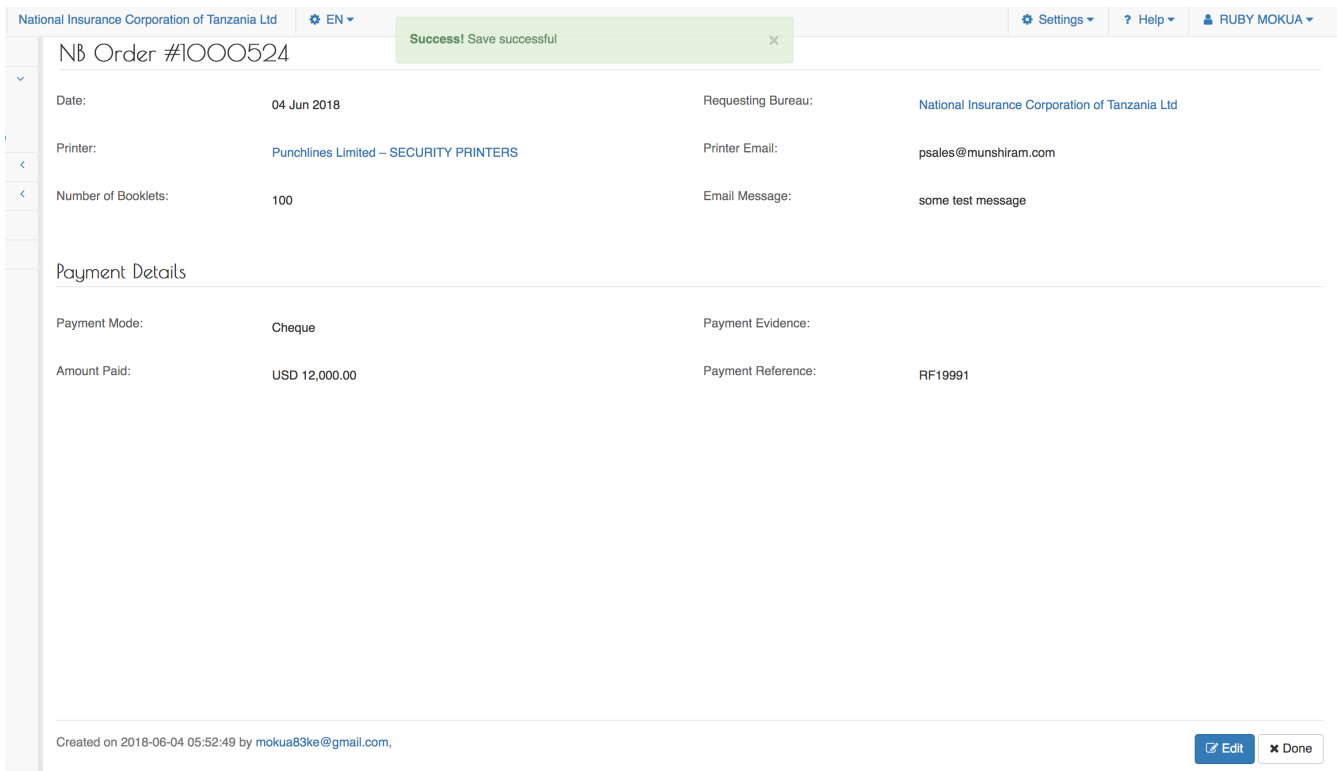 National Insurance Corporation of Tanzania Ltd EN Settings ? Help RUBY MOKUA
Success! Save successful ×
NB Order #1000524
Date: 04 Jun 2018 Requesting Bureau: National Insurance Corporation of Tanzania Ltd
Printer: Punchlines Limited – SECURITY PRINTERS Printer Email: psales@munshiram.com
Number of Booklets: 100 Email Message: some test message
Payment Details
Payment Mode: Cheque Payment Evidence:
Amount Paid: USD 12,000.00 Payment Reference: RF19991
Created on 2018-06-04 05:52:49 by mokua83ke@gmail.com,
Edit Done